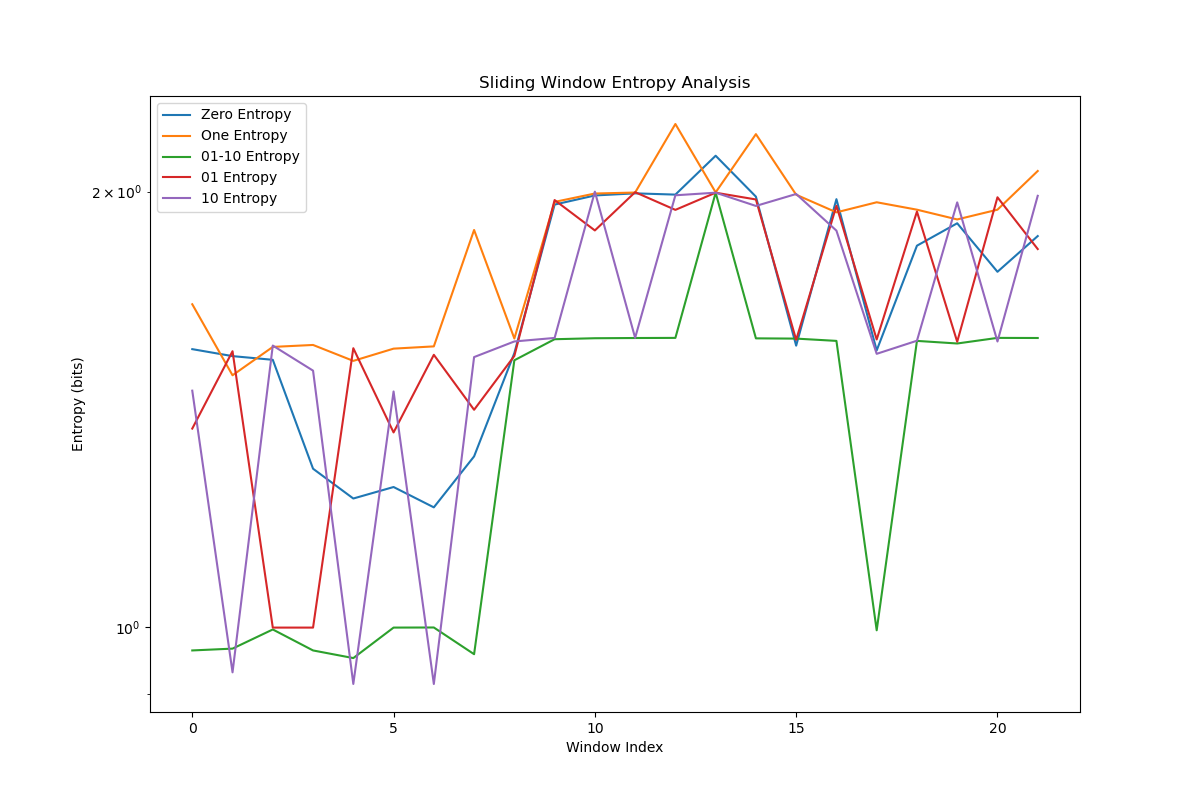 Sliding Window Entropy Analysis
Zero Entropy
One Entropy
01-10 Entropy
01 Entropy
10 Entropy
2 × 10⁰
10⁰
Entropy (bits)
0 5 10 15 20
Window Index